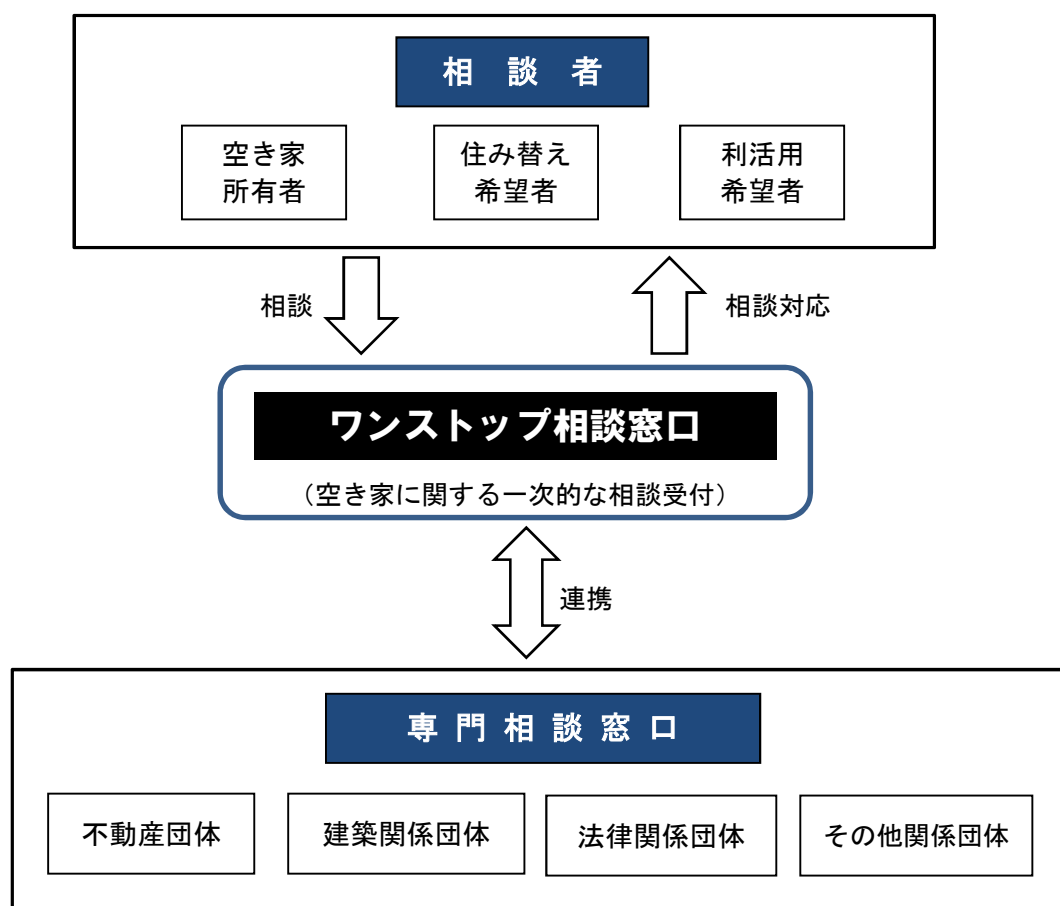 相談者
空き家
所有者
住み替え
希望者
利活用
希望者
相談
相談対応
ワンストップ相談窓口
（空き家に関する一次的な相談受付）
連携
専門相談窓口
不動産団体
建築関係団体
法律関係団体
その他関係団体